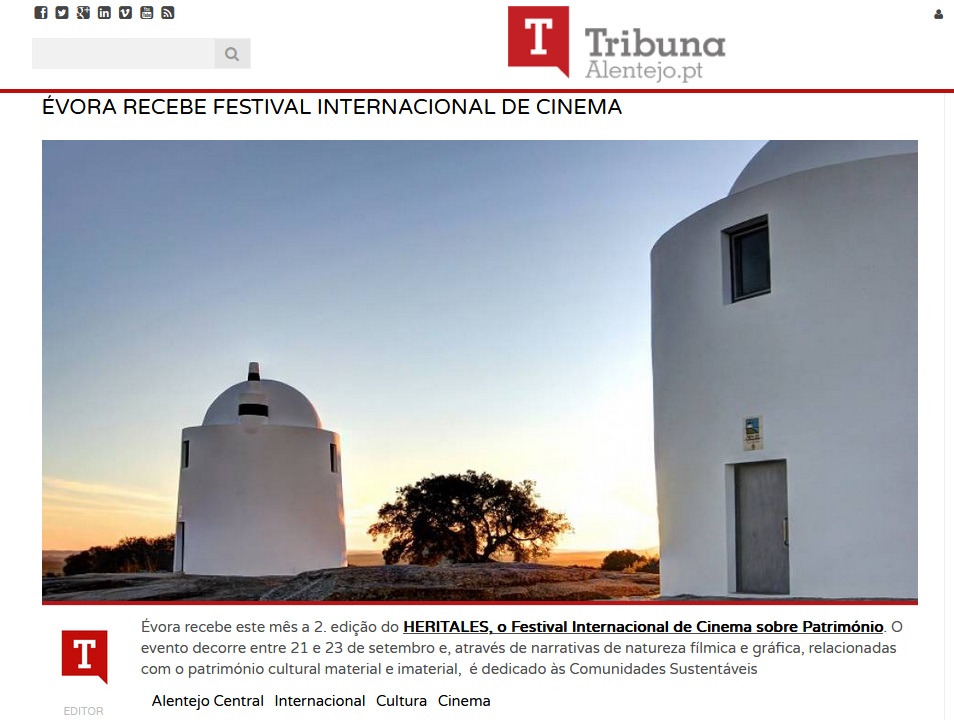 T Tribuna
Alentejo.pt
ÉVORA RECEBE FESTIVAL INTERNACIONAL DE CINEMA
T
Évora recebe este mês a 2. edição do HERITALES, o Festival Internacional de Cinema sobre Património. O
evento decorre entre 21 e 23 de setembro e, através de narrativas de natureza fílmica e gráfica, relacionadas
com o património cultural material e imaterial, é dedicado às Comunidades Sustentáveis
EDITOR
Alentejo Central Internacional Cultura Cinema